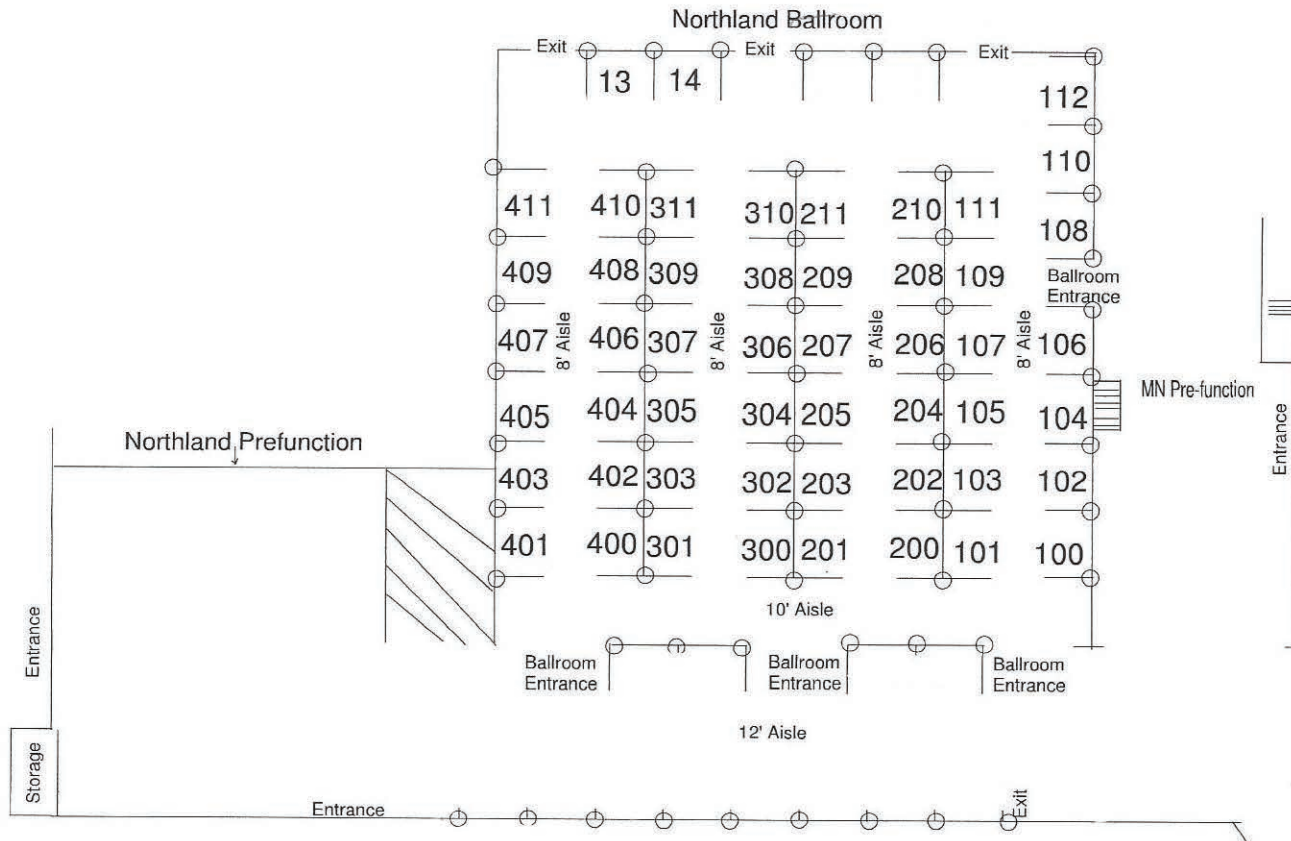 Northland Ballroom
Exit Exit Exit
13 14
112
110
411 410 311 310 211 210 111
108
409 408 309 308 209 208 109
Ballroom
Entrance
407 8' Aisle 406 307 8' Aisle 306 207 8' Aisle 206 107 8' Aisle 106
MN Pre-function
405 404 305 304 205 204 105 104
Northland Prefunction
Entrance
403 402 303 302 203 202 103 102
401 400 301 300 201 200 101 100
10' Aisle
Entrance
Ballroom
Entrance
Ballroom
Entrance
Ballroom
Entrance
12' Aisle
Storage
Entrance
Exit